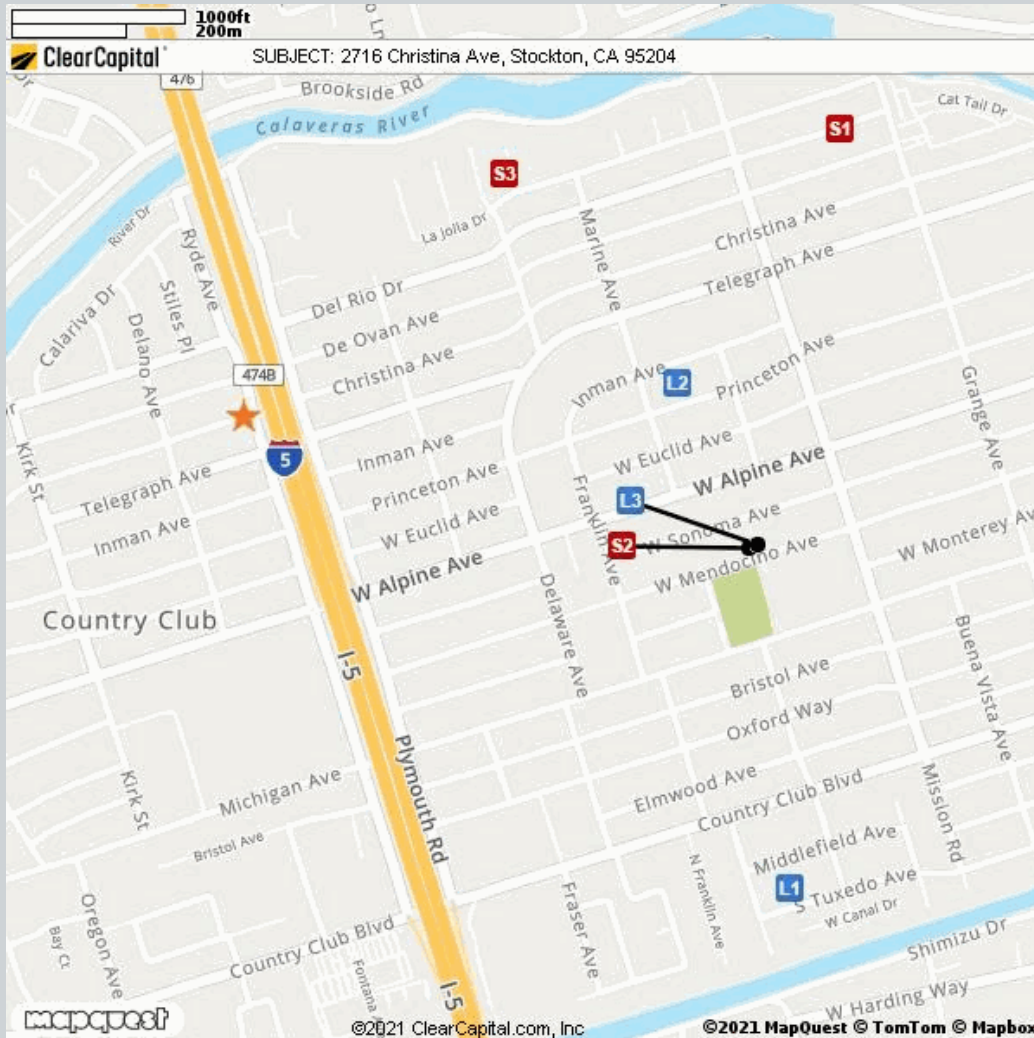 1000ft
200m
ClearCapital
SUBJECT: 2716 Christina Ave, Stockton, CA 95204
476
Brookside Rd
Calaveras River
Cat Tail Dr
S1
S3
River Dr
Ryde Ave
La Jolla Dr
Marine Ave
Christina Ave
Telegraph Ave
Calariva Dr
Stiles Pl
Delano Ave
Del Rio Dr
De Ovan Ave
Christina Ave
474B
Inman Ave
L2
Princeton Ave
Grange Ave
Kirk St
5
Inman Ave
Princeton Ave
W Euclid Ave
W Alpine Ave
Telegraph Ave
Inman Ave
W Euclid Ave
Franklin Ave
L3
W Sonoma Ave
S2
W Mendocino Ave
W Monterey Av
W Alpine Ave
Delaware Ave
Country Club
I-5
Buena Vista Ave
Bristol Ave
Oxford Way
Plymouth Rd
Kirk St
Michigan Ave
Elmwood Ave
Country Club Blvd
Mission Rd
Bristol Ave
Middlefield Ave
N Franklin Ave
L1
S Tuxedo Ave
W Canal Dr
Oregon Ave
Fraser Ave
Bay Ct
Country Club Blvd
Shimizu Dr
Fontana
I-5
W Harding Way
mapquest
©2021 ClearCapital.com, Inc
©2021 MapQuest © TomTom © Mapbox